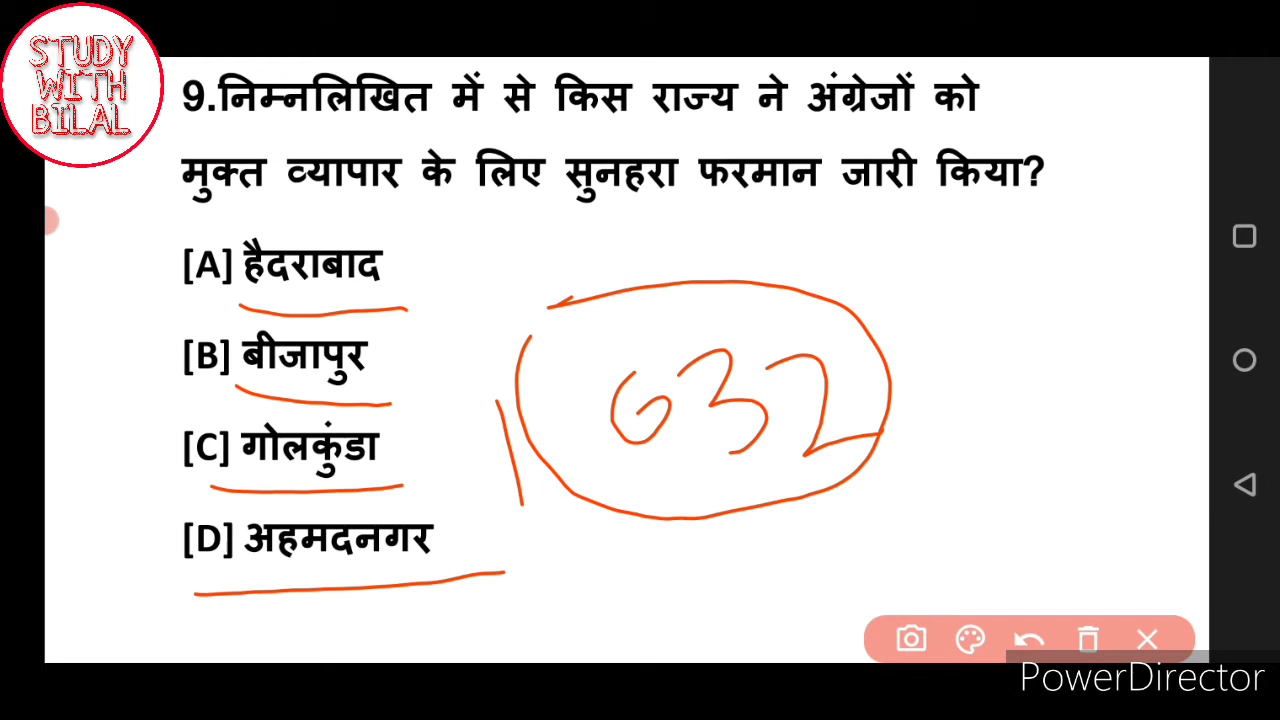 STUDY
WITH
BILAL
9.निम्नलिखित में से किस राज्य ने अंग्रेजों को
मुक्त व्यापार के लिए सुनहरा फरमान जारी किया?
[A] हैदराबाद
[B] बीजापुर
[C] गोलकुंडा
1632
[D] अहमदनगर
PowerDirector